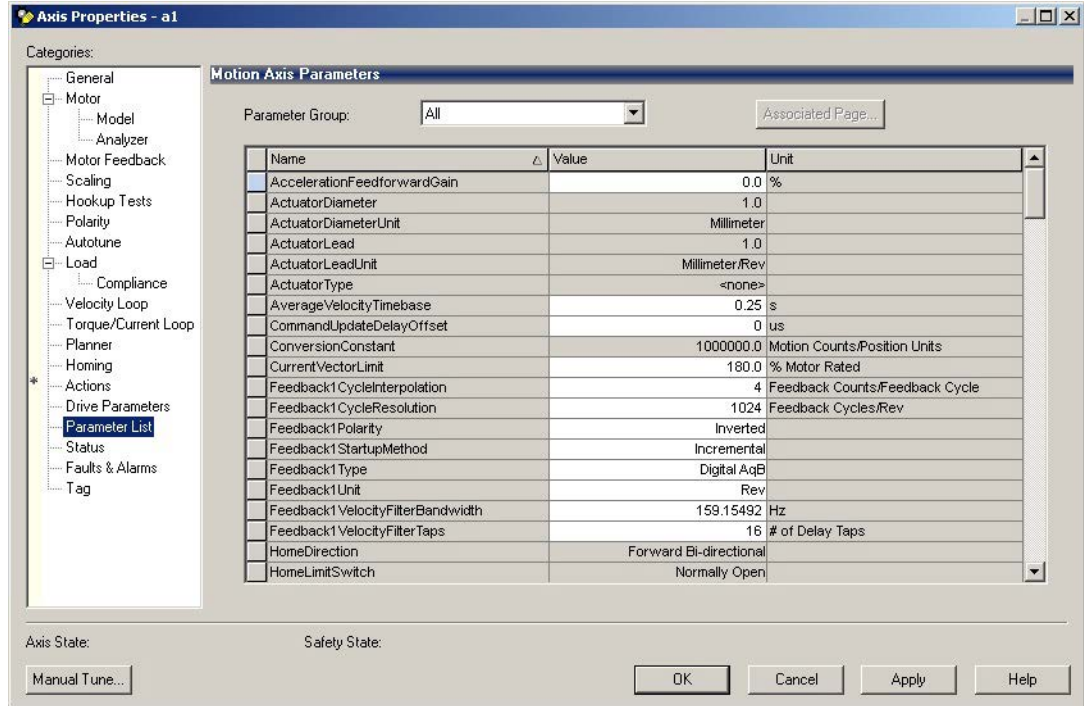 Axis Properties - a1
Categories:
General
Motor
Model
Analyzer
Motor Feedback
Scaling
Hookup Tests
Polarity
Autotune
Load
Compliance
Velocity Loop
Torque/Current Loop
Planner
Homing
* Actions
Drive Parameters
Parameter List
Status
Faults & Alarms
Tag
Motion Axis Parameters
Parameter Group: All Associated Page...
Name Value Unit
AccelerationFeedforwardGain 0.0 %
ActuatorDiameter 1.0
ActuatorDiameterUnit Millimeter
ActuatorLead 1.0
ActuatorLeadUnit Millimeter/Rev
ActuatorType <none>
AverageVelocityTimebase 0.25 s
CommandUpdateDelayOffset 0 us
ConversionConstant 1000000.0 Motion Counts/Position Units
CurrentVectorLimit 180.0 % Motor Rated
Feedback1CycleInterpolation 4 Feedback Counts/Feedback Cycle
Feedback1CycleResolution 1024 Feedback Cycles/Rev
Feedback1Polarity Inverted
Feedback1StartupMethod Incremental
Feedback1Type Digital AqB
Feedback1Unit Rev
Feedback1VelocityFilterBandwidth 159.15492 Hz
Feedback1VelocityFilterTaps 16 # of Delay Taps
HomeDirection Forward Bi-directional
HomeLimitSwitch Normally Open
Axis State: Safety State:
Manual Tune... OK Cancel Apply Help